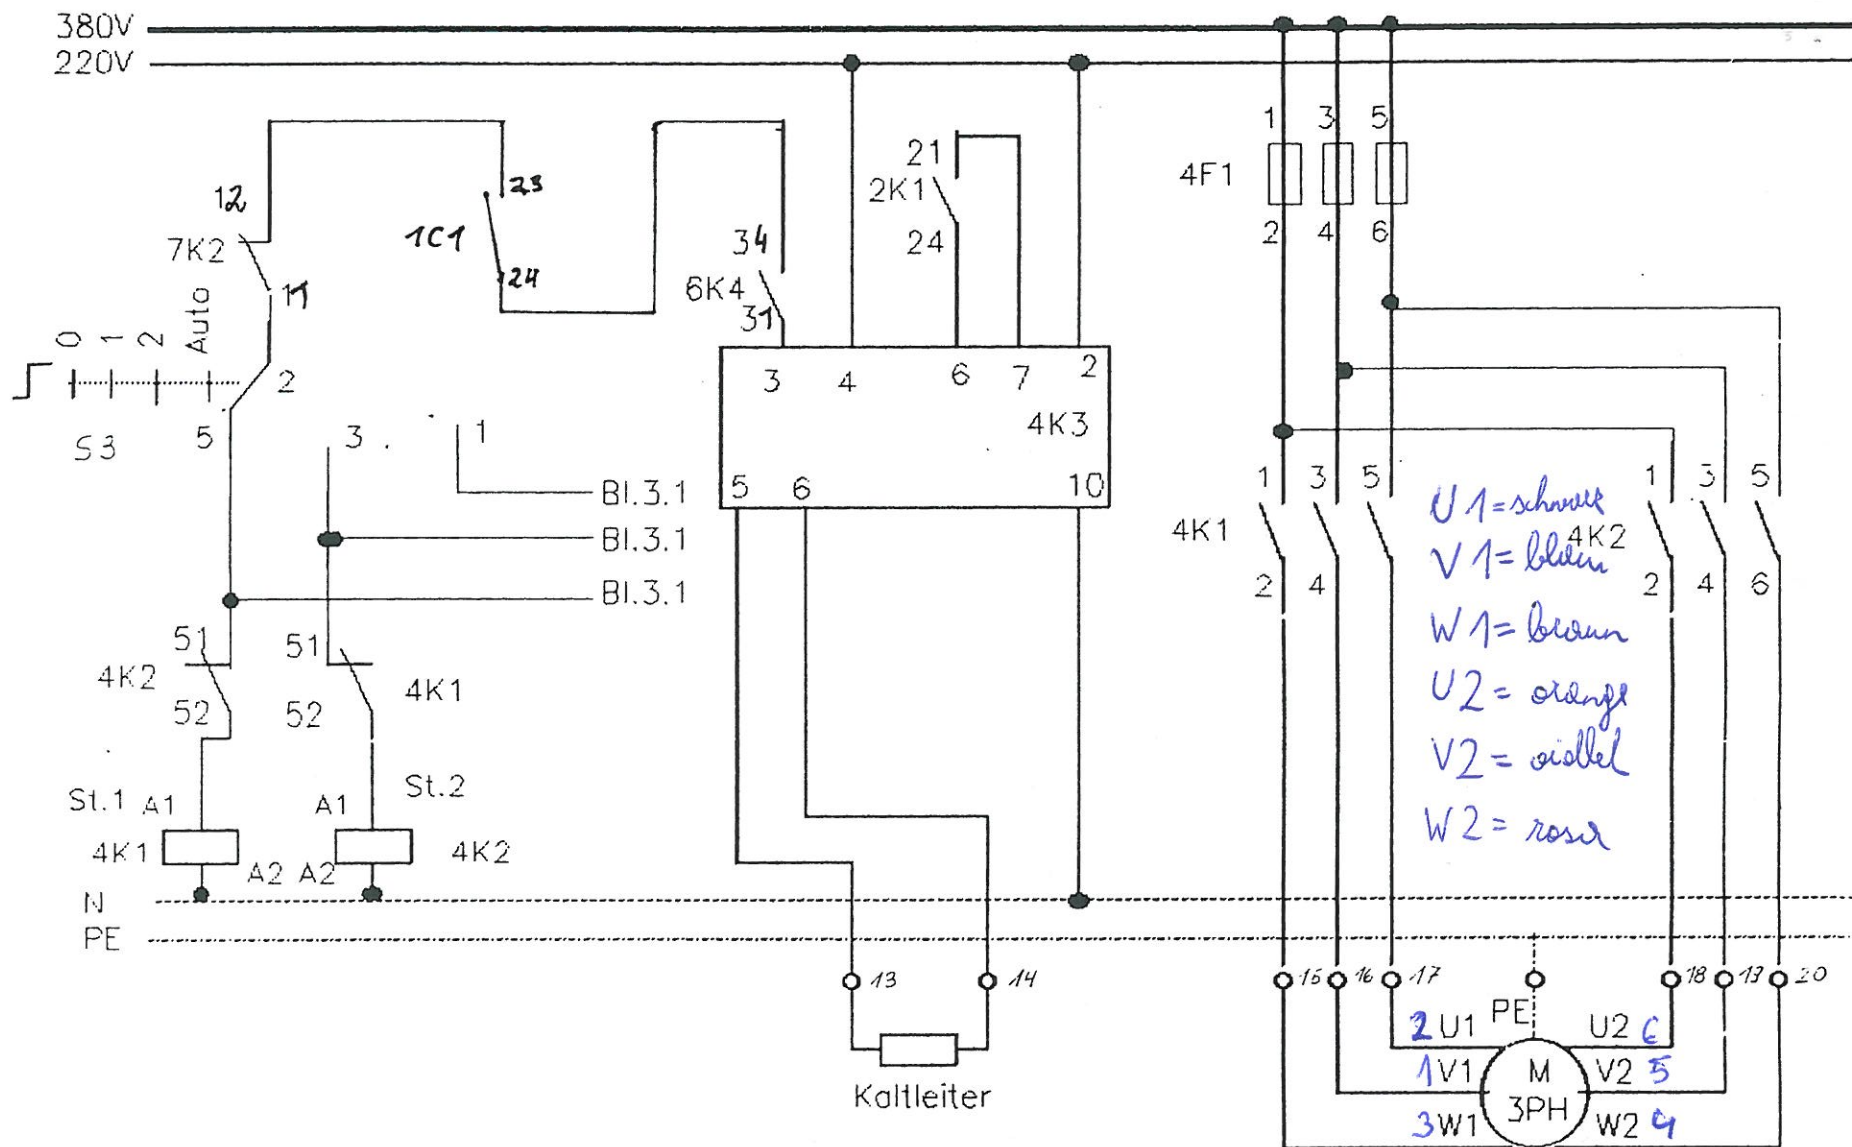 380V
220V
1 3 5
21
4F1
12
23
2K1
7K2
1C1
34
24
2 4 6
24
6K4
11
31
0 1 2 Auto
2
3 4 6 7 2
4K3
S3
5
3
1
1 3 5
1 3 5
Bl.3.1
5 6 10
U1=schwarz
4K1
4K2
Bl.3.1
V1=blau
2 4
2 4 6
Bl.3.1
51
51
W1=braun
4K2
4K1
U2=orange
52
52
V2=
St.1
A1
A1
St.2
W2=rosa
4K1
4K2
A2 A2
N
PE
13 14 15 16 17 18 20
PE
2 U1
U2 6
1 V1
M
V2 5
Kaltleiter
3PH
3 W1
W2 4